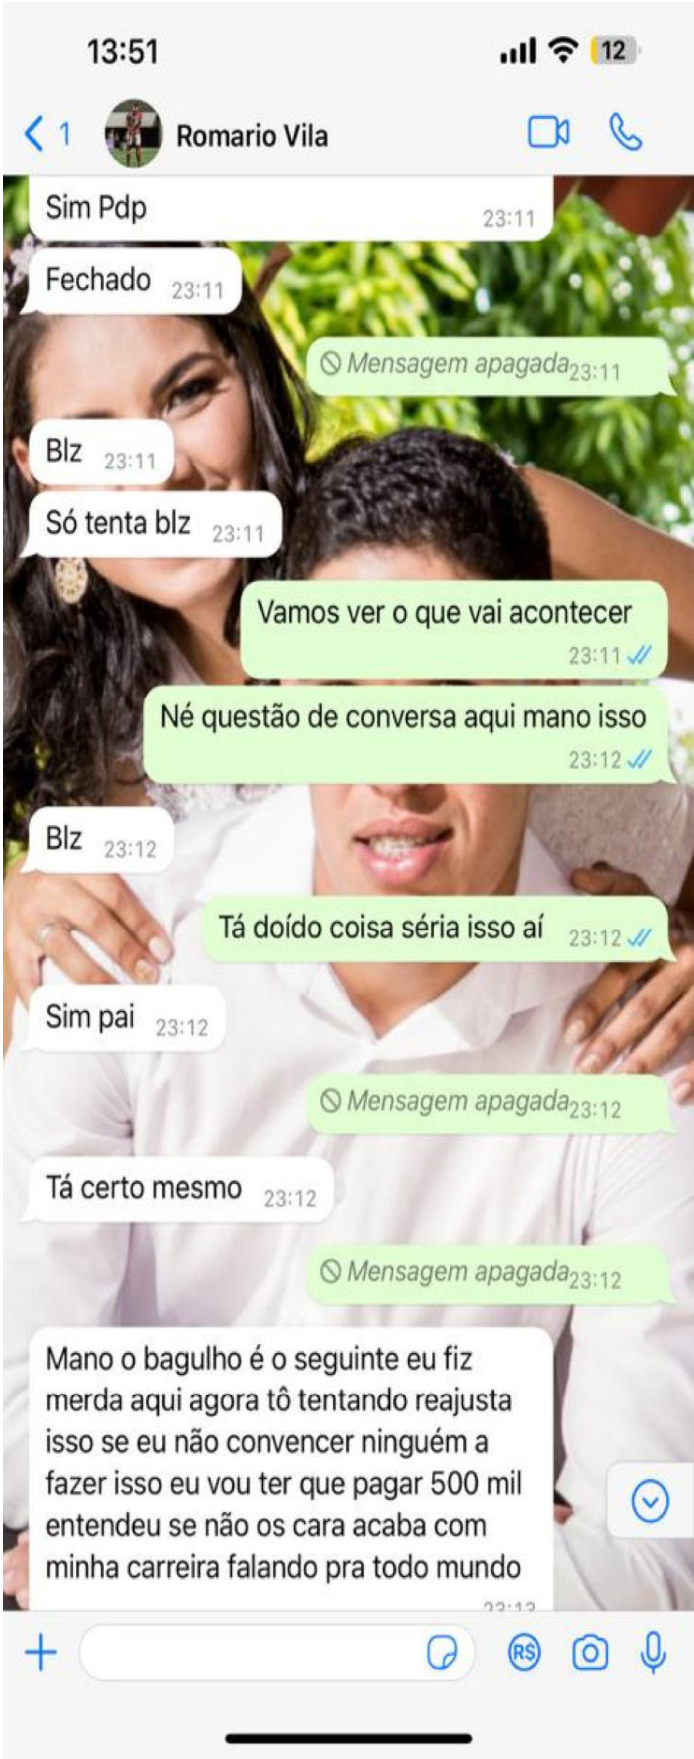 13:51
12
1
Romario Vila
Sim Pdp 23:11
Fechado 23:11
Mensagem apagada 23:11
Blz 23:11
Só tenta blz 23:11
Vamos ver o que vai acontecer
23:11
Né questão de conversa aqui mano isso
23:12
Blz 23:12
Tá doído coisa séria isso aí 23:12
Sim pai 23:12
Mensagem apagada 23:12
Tá certo mesmo 23:12
Mensagem apagada 23:12
Mano o bagulho é o seguinte eu fiz
merda aqui agora tô tentando reajusta
isso se eu não convencer ninguém a
fazer isso eu vou ter que pagar 500 mil
entendeu se não os cara acaba com
minha carreira falando pra todo mundo
R$